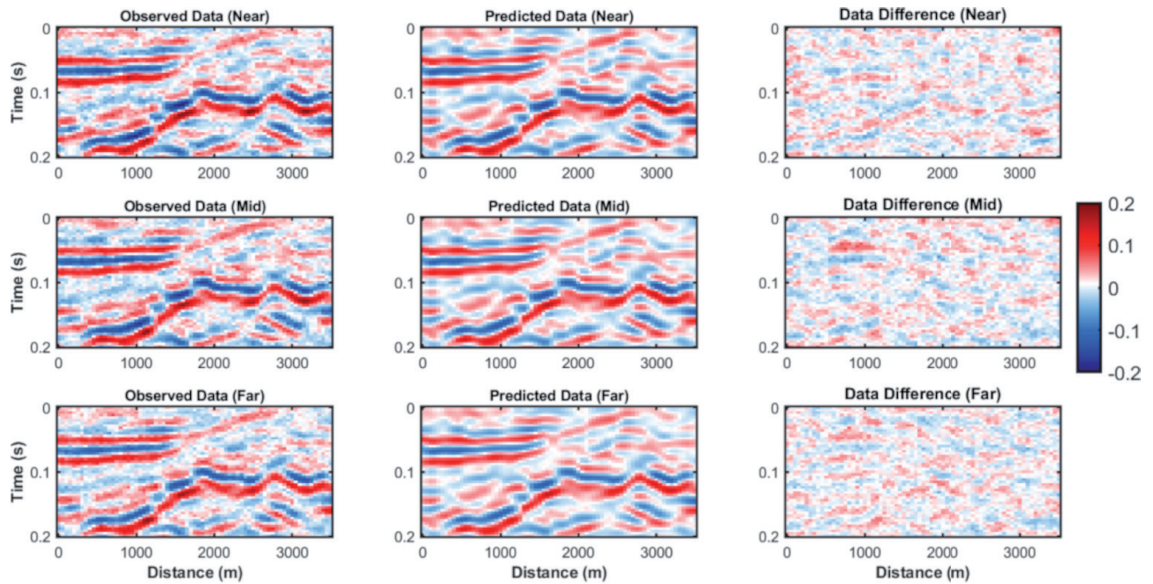 Observed Data (Near) Predicted Data (Near) Data Difference (Near)
Time (s)
0 0 0
0.1 0.1 0.1
0.2 0.2 0.2
0 1000 2000 3000 0 1000 2000 3000 0 1000 2000 3000
Observed Data (Mid) Predicted Data (Mid) Data Difference (Mid)
Time (s)
0 0 0
0.1 0.1 0.1
0.2 0.2 0.2
0 1000 2000 3000 0 1000 2000 3000 0 1000 2000 3000
0.2
0.1
0
-0.1
-0.2
Observed Data (Far) Predicted Data (Far) Data Difference (Far)
Time (s)
0 0 0
0.1 0.1 0.1
0.2 0.2 0.2
0 1000 2000 3000 0 1000 2000 3000 0 1000 2000 3000
Distance (m) Distance (m) Distance (m)